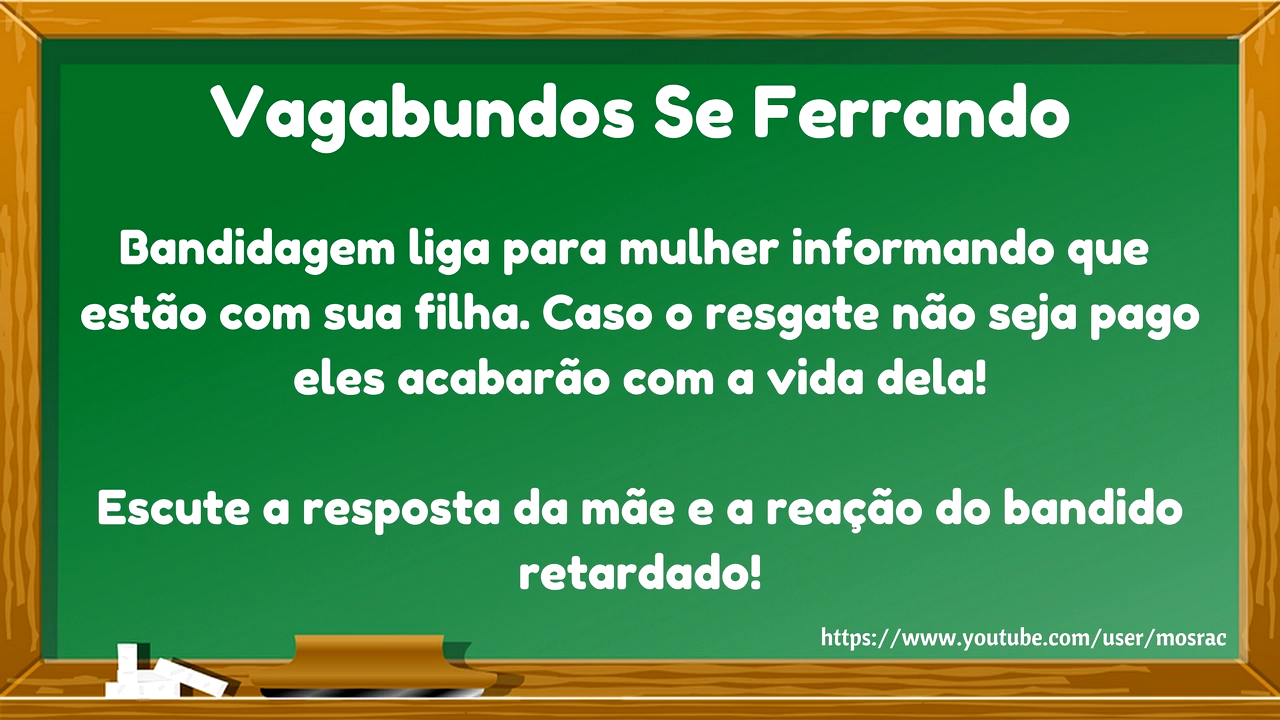 Vagabundos Se Ferrando
Bandidagem liga para mulher informando que
estão com sua filha. Caso o resgate não seja pago
eles acabarão com a vida dela!
Escute a resposta da mãe e a reação do bandido
retardado!
https://www.youtube.com/user/mosrac